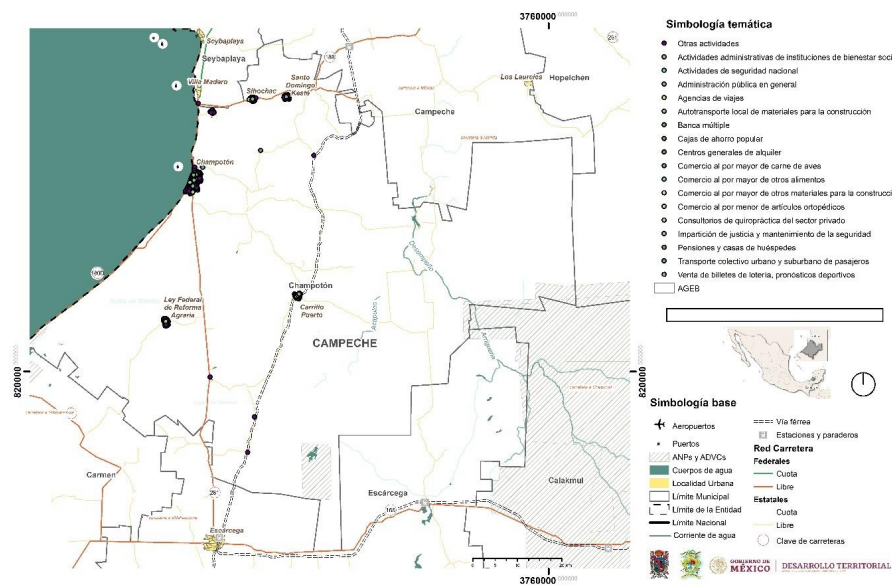 3760000
Seybaplaya
Seybaplaya
188
261
Villa Madero
Sihochac
Santo
Domingo
Kesté
Los Laureles
Hopelchen
Campeche
Champotón
180D
Desempeño
Ley Federal
de Reforma
Agraria
Champotón
Carrillo
Puerto
CAMPECHE
820000
820000
Carmen
Calakmul
Escárcega
186
Escárcega
3760000
Simbología temática
Otras actividades
Actividades administrativas de instituciones de bienestar soci
Actividades de seguridad nacional
Administración pública en general
Agencias de viajes
Autotransporte local de materiales para la construcción
Banca múltiple
Cajas de ahorro popular
Centros generales de alquiler
Comercio al por mayor de carne de aves
Comercio al por mayor de otros alimentos
Comercio al por mayor de otros materiales para la construcci
Comercio al por menor de artículos ortopédicos
Consultorios de quiropráctica del sector privado
Impartición de justicia y mantenimiento de la seguridad
Pensiones y casas de huéspedes
Transporte colectivo urbano y suburbano de pasajeros
Venta de billetes de lotería, pronósticos deportivos
AGEB
Simbología base
Aeropuertos
Puertos
ANPs y ADVCs
Cuerpos de agua
Localidad Urbana
Límite Municipal
Límite de la Entidad
Límite Nacional
Corriente de agua
Vía férrea
Estaciones y paraderos
Red Carretera
Federales
Cuota
Libre
Estatales
Cuota
Libre
Clave de carreteras
GOBIERNO DE
MÉXICO
DESARROLLO TERRITORIAL